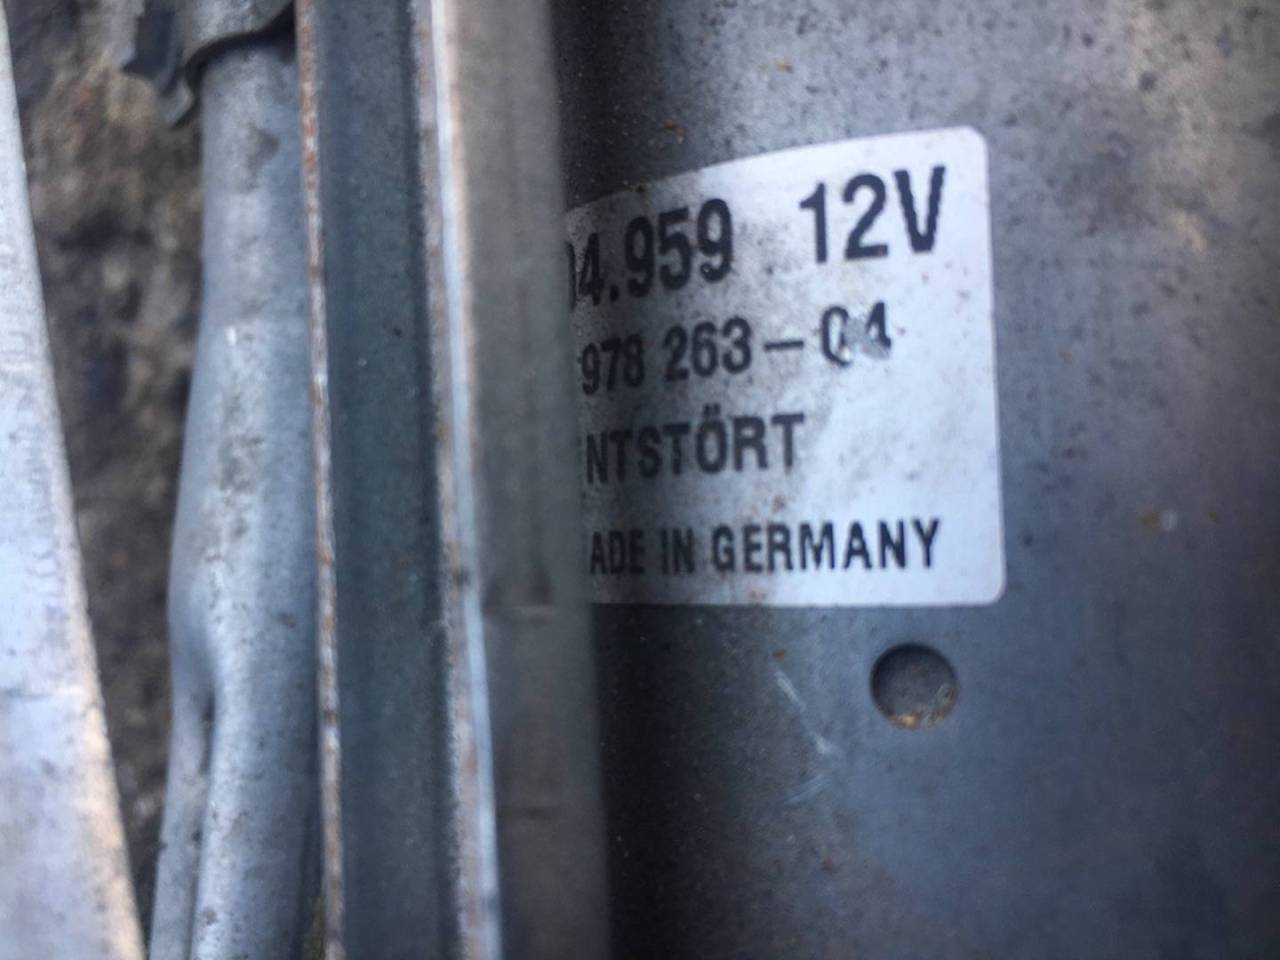 04.959 12V
978 263-04
NTSTÖRT
ADE IN GERMANY